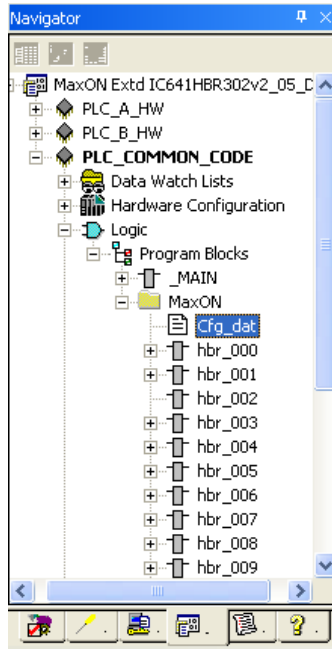 Navigator
MaxON Extd IC641HBR302v2_05_D
PLC_A_HW
PLC_B_HW
PLC_COMMON_CODE
Data Watch Lists
Hardware Configuration
Logic
Program Blocks
_MAIN
MaxON
Cfg_dat
hbr_000
hbr_001
hbr_002
hbr_003
hbr_004
hbr_005
hbr_006
hbr_007
hbr_008
hbr_009